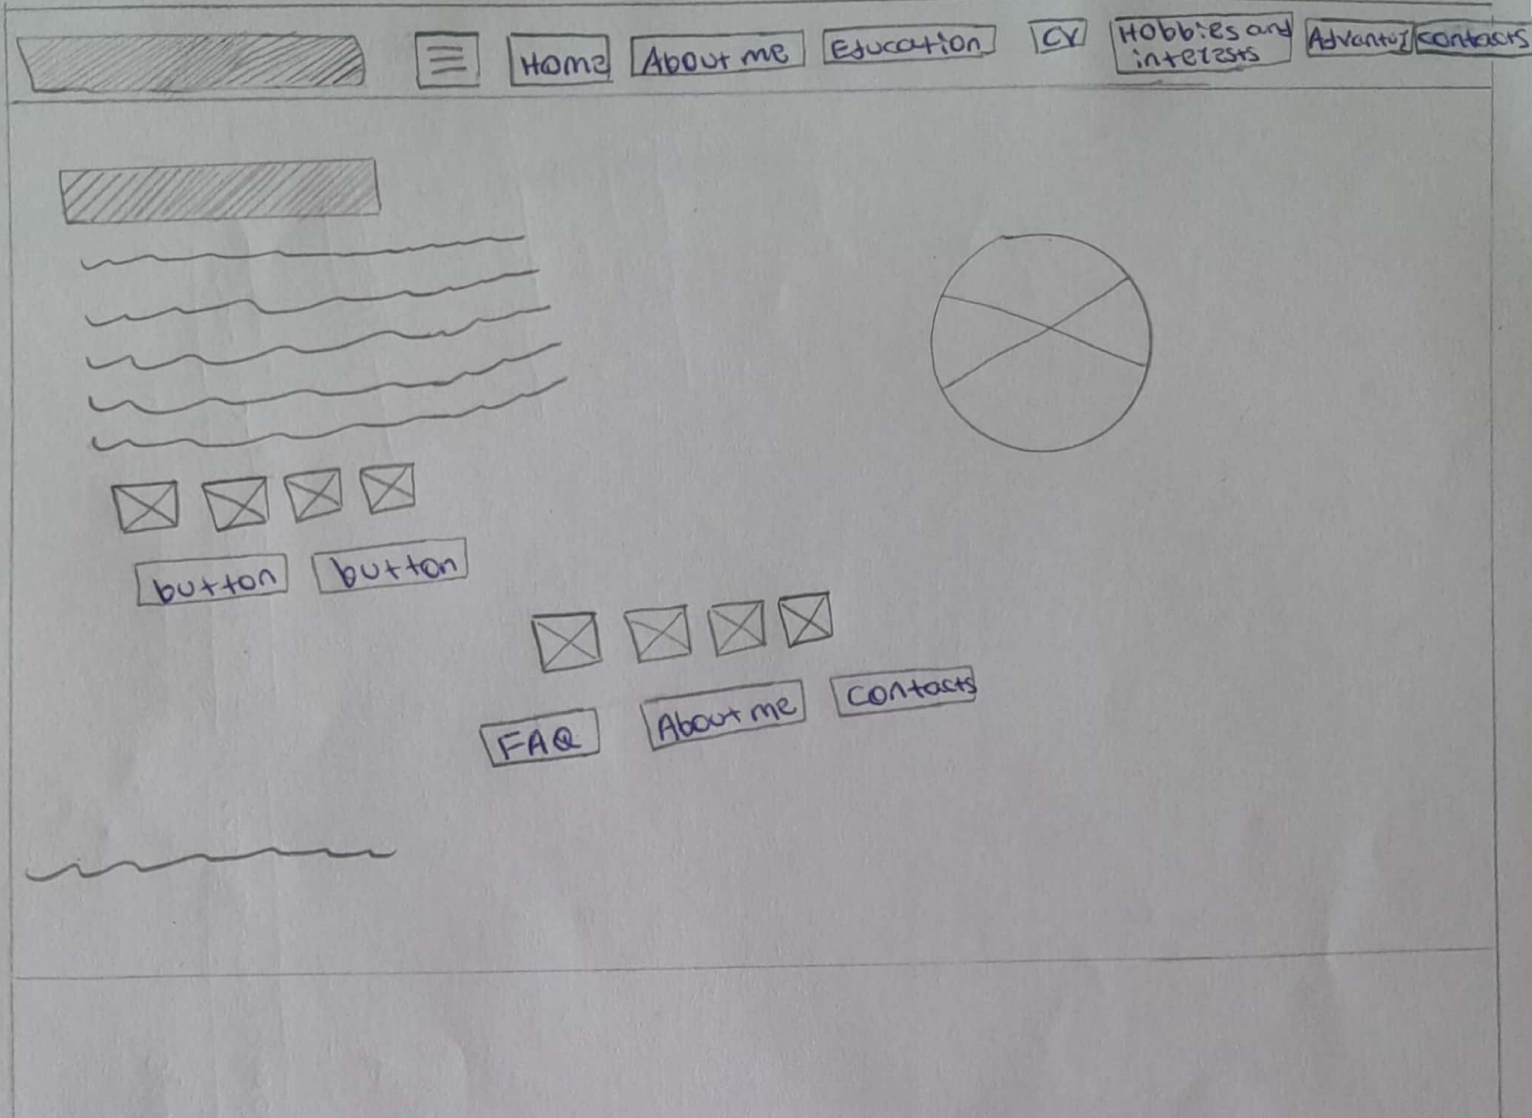 Home
About me
Education
CV
Hobbies and
interests
contacts
button
button
FAQ
About me
Contacts